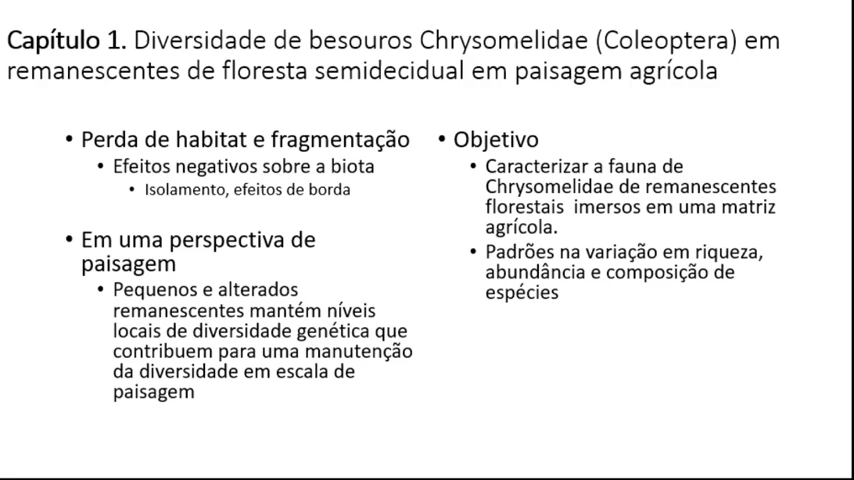 Capítulo 1. Diversidade de besouros Chrysomelidae (Coleoptera) em
remanescentes de floresta semidecidual em paisagem agrícola
• Perda de habitat e fragmentação
• Efeitos negativos sobre a biota
• Isolamento, efeitos de borda
• Em uma perspectiva de
paisagem
• Pequenos e alterados
remanescentes mantém níveis
locais de diversidade genética que
contribuem para uma manutenção
da diversidade em escala de
paisagem
• Objetivo
• Caracterizar a fauna de
Chrysomelidae de remanescentes
florestais imersos em uma matriz
agrícola.
• Padrões na variação em riqueza,
abundância e composição de
espécies